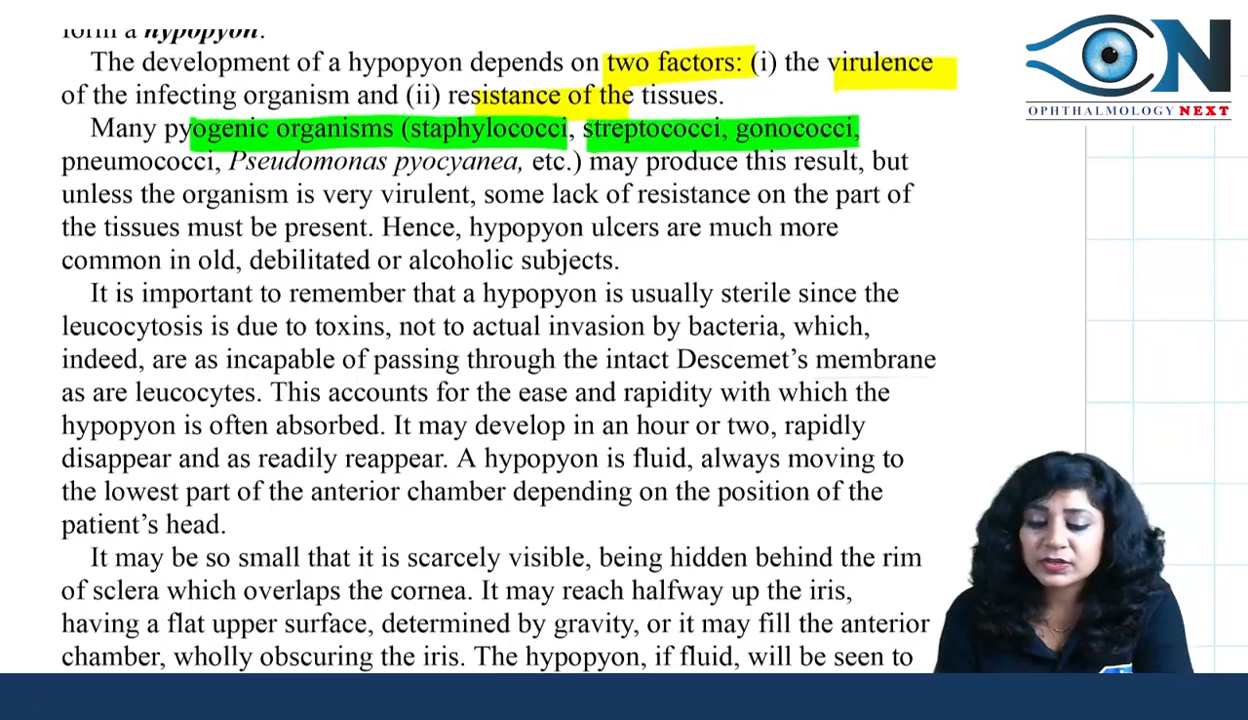 form a hypopyon.
The development of a hypopyon depends on two factors: (i) the virulence
of the infecting organism and (ii) resistance of the tissues.
Many pyogenic organisms (staphylococci, streptococci, gonococci,
pneumococci, Pseudomonas pyocyanea, etc.) may produce this result, but
unless the organism is very virulent, some lack of resistance on the part of
the tissues must be present. Hence, hypopyon ulcers are much more
common in old, debilitated or alcoholic subjects.
It is important to remember that a hypopyon is usually sterile since the
leucocytosis is due to toxins, not to actual invasion by bacteria, which,
indeed, are as incapable of passing through the intact Descemet’s membrane
as are leucocytes. This accounts for the ease and rapidity with which the
hypopyon is often absorbed. It may develop in an hour or two, rapidly
disappear and as readily reappear. A hypopyon is fluid, always moving to
the lowest part of the anterior chamber depending on the position of the
patient’s head.
It may be so small that it is scarcely visible, being hidden behind the rim
of sclera which overlaps the cornea. It may reach halfway up the iris,
having a flat upper surface, determined by gravity, or it may fill the anterior
chamber, wholly obscuring the iris. The hypopyon, if fluid, will be seen to
N
OPHTHALMOLOGY NEXT